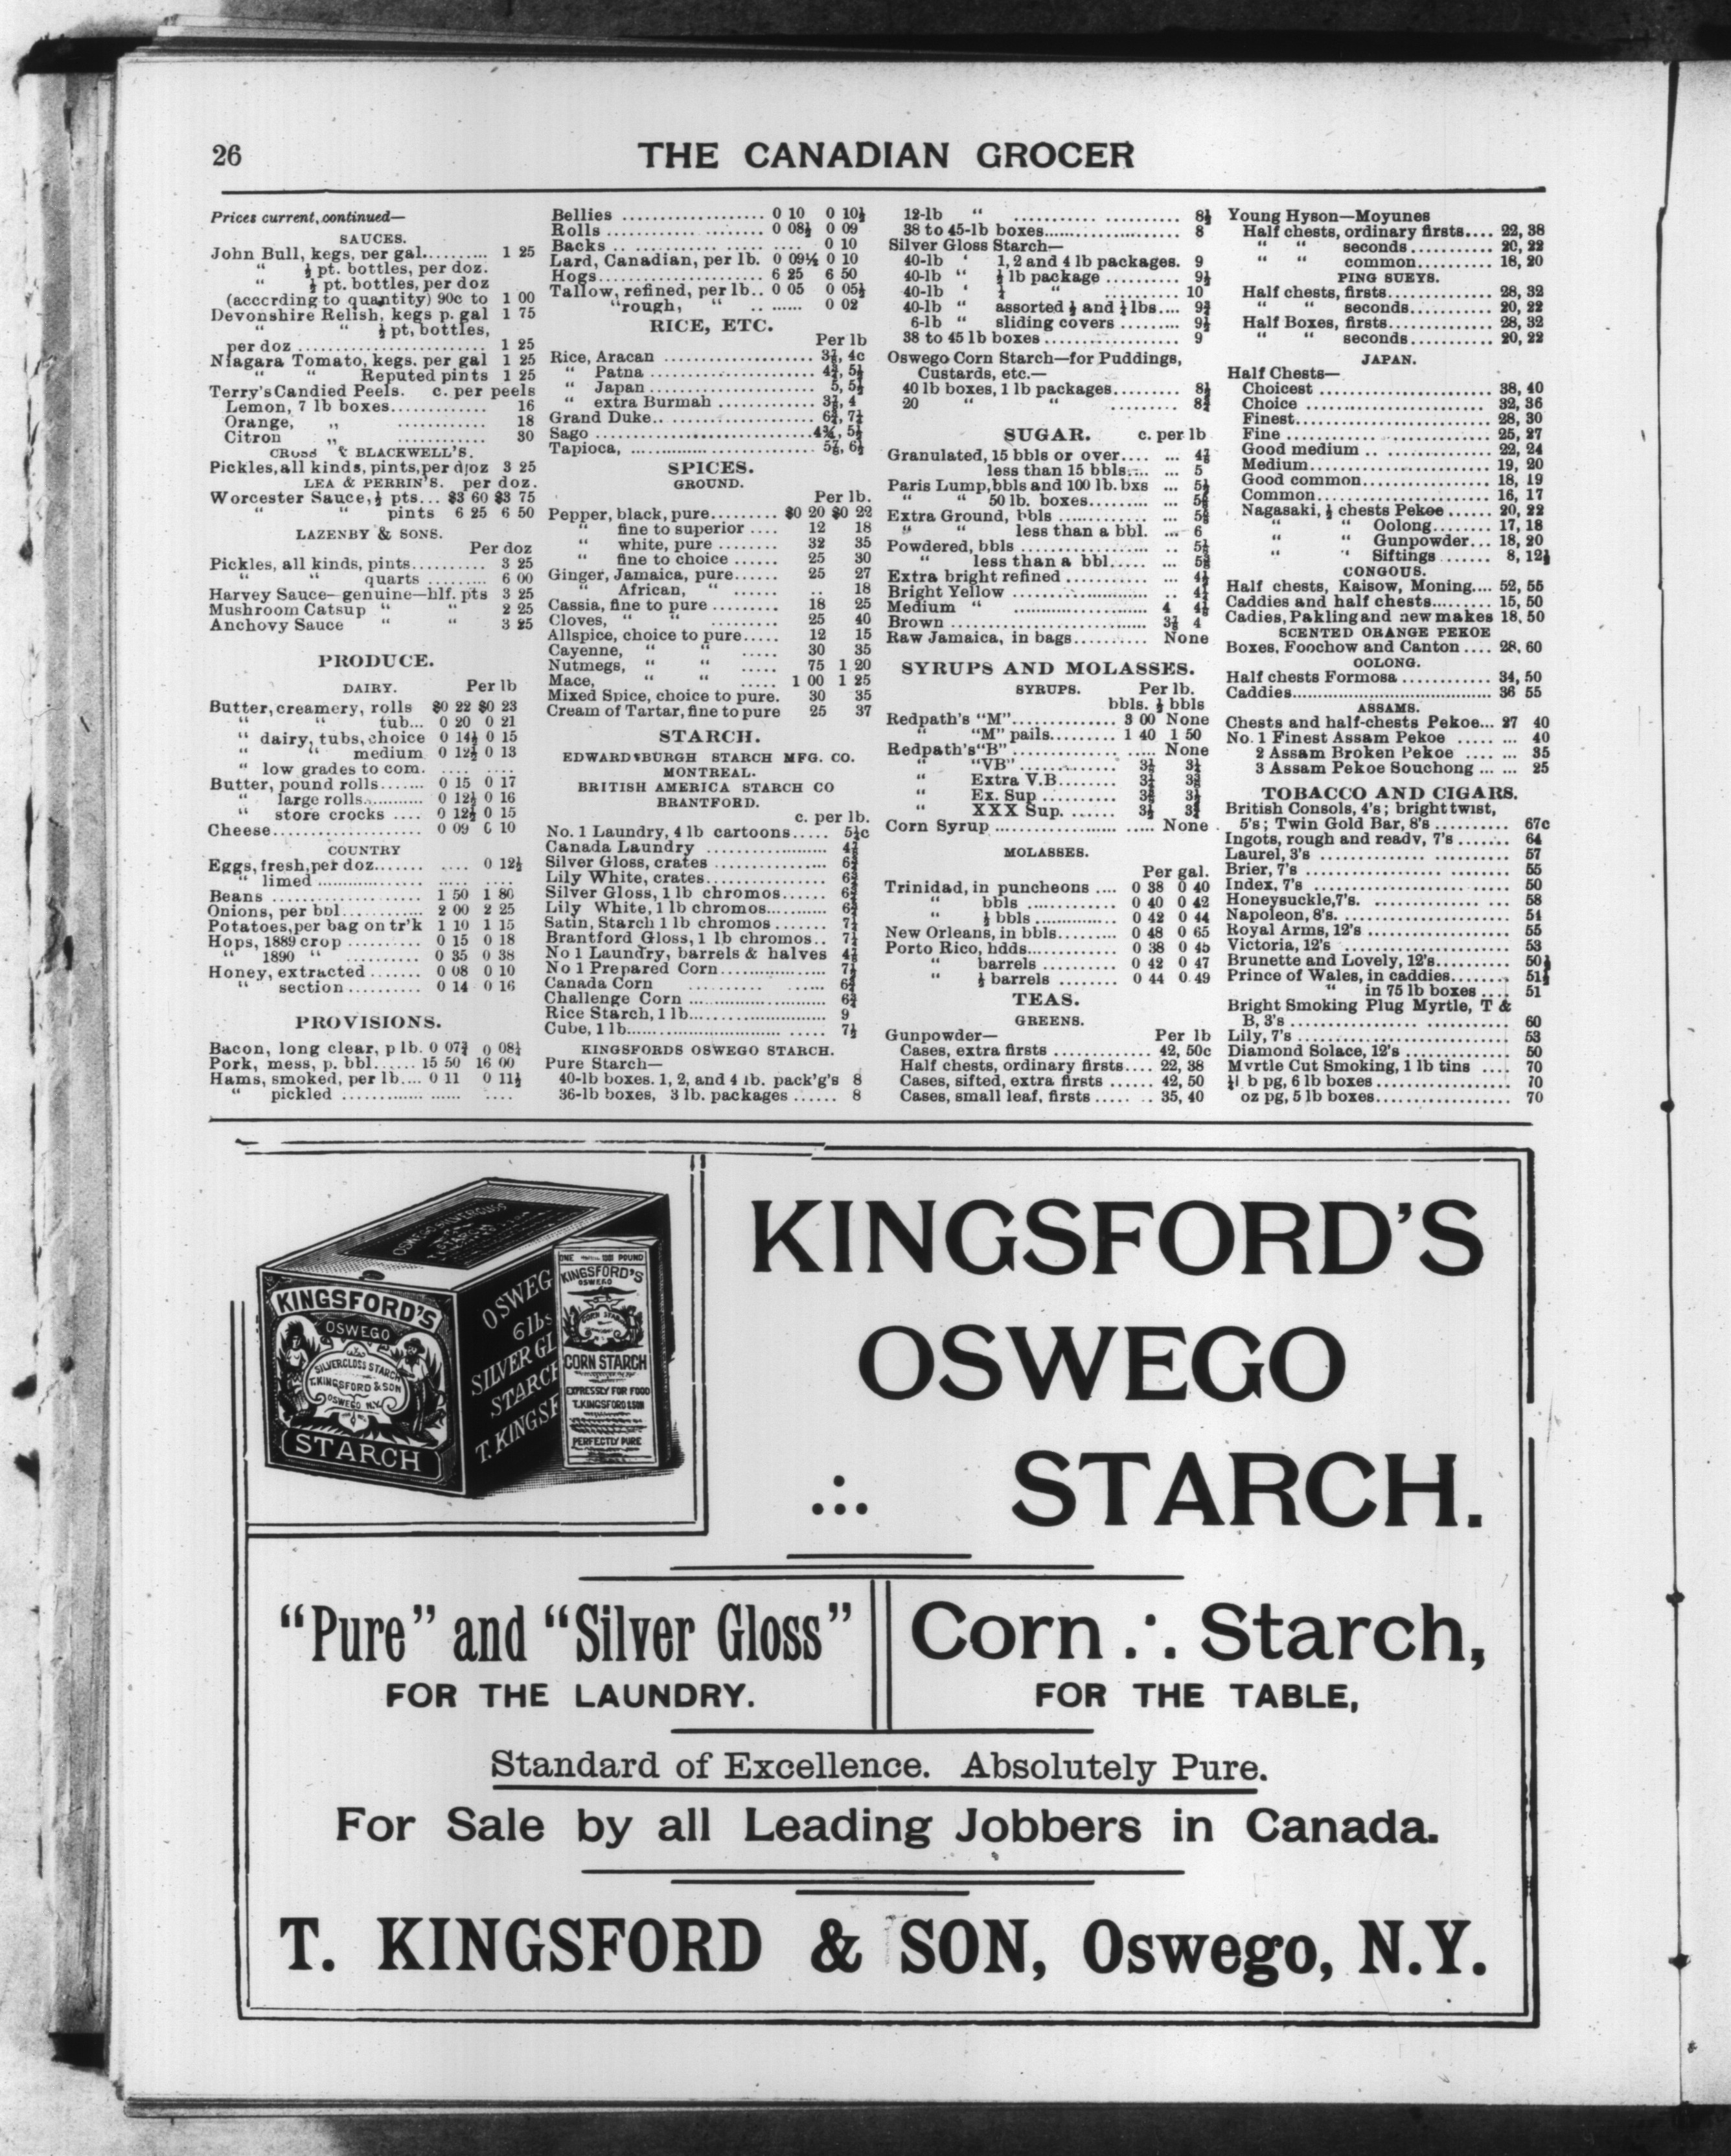 26
THE CANADIAN GROCER
Prices current, continued—
SAUCES.
John Bull, kegs, per gal.......... 1 25
“ ½ pt. bottles, per doz.
“ ½ pt. bottles, per doz
(according to quantity) 90c to 1 00
Devonshire Relish, kegs p. gal 1 75
“ “ ½ pt, bottles,
per doz ........................... 1 25
Niagara Tomato, kegs. per gal 1 25
“ “ Reputed pints 1 25
Terry's Candied Peels. c. per peels
Lemon, 7 lb boxes............. 16
Orange, „ ............ 18
Citron „ ............ 30
CROSS & BLACKWELL'S.
Pickles, all kinds, pints, per doz 3 25
LEA & PERRIN'S. per doz.
Worcester Sauce, ½ pts... $3 60 $3 75
“ “ pints 6 25 6 50
LAZENBY & SONS.
Per doz
Pickles, all kinds, pints.......... 3 25
“ “ quarts ......... 6 00
Harvey Sauce—genuine—hlf. pts 3 25
Mushroom Catsup “ “ 2 25
Anchovy Sauce “ “ 3 25
PRODUCE.
DAIRY. Per lb
Butter, creamery, rolls $0 22 $0 23
“ “ tub... 0 20 0 21
“ dairy, tubs, choice 0 14½ 0 15
“ “ medium 0 12½ 0 13
“ low grades to com. .... ....
Butter, pound rolls....... 0 15 0 17
“ large rolls............ 0 12½ 0 16
“ store crocks .... 0 12½ 0 15
Cheese...................... 0 09 0 10
COUNTRY
Eggs, fresh, per doz....... .... 0 12½
“ limed ................ ..... ....
Beans ...................... 1 50 1 80
Onions, per bbl............ 2 00 2 25
Potatoes, per bag on tr'k 1 10 1 15
Hops, 1889 crop ........... 0 15 0 18
“ 1890 “ .......... 0 35 0 38
Honey, extracted ....... 0 08 0 10
“ section.......... 0 14 0 16
PROVISIONS.
Bacon, long clear, p lb. 0 07¾ 0 08¼
Pork, mess, p. bbl...... 15 50 16 00
Hams, smoked, per lb.... 0 11 0 11½
“ pickled .................... ....
Bellies ................... 0 10 0 10½
Rolls ..................... 0 08½ 0 09
Backs .. ................. .... 0 10
Lard, Canadian, per lb. 0 09½ 0 10
Hogs...................... 6 25 6 50
Tallow, refined, per lb.. 0 05 0 05½
“rough, “ .. ...... 0 02
RICE, ETC.
Per lb
Rice, Aracan .................... 3⅞, 4c
“ Patna ...................... 4¾, 5½
“ Japan ...................... 5, 5½
“ extra Burmah ............ 3½, 4
Grand Duke...................... 6¾, 7½
Sago .............................4¾, 5½
Tapioca, ........................ 5⅞, 6½
SPICES.
GROUND.
Per lb.
Pepper, black, pure......... $0 20 $0 22
“ fine to superior .... 12 18
“ white, pure ........ 32 35
“ fine to choice ...... 25 30
Ginger, Jamaica, pure...... 25 27
“ African, “ ...... .. 18
Cassia, fine to pure ......... 18 25
Cloves, “ “ ......... 25 40
Allspice, choice to pure..... 12 15
Cayenne, “ “ ..... 30 35
Nutmegs, “ “ ..... 75 1 20
Mace, “ “ ..... 1 00 1 25
Mixed Spice, choice to pure. 30 35
Cream of Tartar, fine to pure 25 37
STARCH.
EDWARDSBURGH STARCH MFG. CO.
MONTREAL.
BRITISH AMERICA STARCH CO
BRANTFORD.
c. per lb.
No. 1 Laundry, 4 lb cartoons..... 5½c
Canada Laundry .................. 4¾
Silver Gloss, crates ............... 6¾
Lily White, crates................ 6¾
Silver Gloss, 1 lb chromos...... 6¾
Lily White, 1 lb chromos........... 6¾
Satin, Starch 1 lb chromos ....... 7½
Brantford Gloss, 1 lb chromos.. 7½
No 1 Laundry, barrels & halves 4¾
No 1 Prepared Corn............... 7½
Canada Corn .......... ...... 6¾
Challenge Corn ................... 6¾
Rice Starch, 1 lb................... 9
Cube, 1 lb............................ ..... 7½
KINGSFORDS OSWEGO STARCH.
Pure Starch—
40-lb boxes. 1, 2, and 4 lb. pack'g's 8
36-lb boxes, 3 lb. packages ...... 8
12-lb “ ............ .......... 8½
38 to 45-lb boxes..................... 8
Silver Gloss Starch—
40-lb ‘ 1, 2 and 4 lb packages. 9
40-lb “ ½ lb package .......... 9½
40-lb ‘ ¼ “ .......... 10
40-lb “ assorted ½ and ¼ lbs.... 9¾
6-lb “ sliding covers ......... 9½
38 to 45 lb boxes................. 9
Oswego Corn Starch—for Puddings,
Custards, etc.—
40 lb boxes, 1 lb packages......... 8½
20 “ “ .......... 8¾
SUGAR. c. per lb
Granulated, 15 bbls or over.... ... 4⅞
less than 15 bbls.... ... 5
Paris Lump, bbls and 100 lb. bxs ... 5½
“ “ 50 lb. boxes......... ... 5⅝
Extra Ground, bbls ............. ... 5¾
“ “ less than a bbl. ... 6
Powdered, bbls .................. .. 5½
“ less than a bbl...... ... 5¾
Extra bright refined ............ ... 4½
Bright Yellow .................... .. 4¼
Medium “ .................... 4 4¼
Brown .......................... 3½ 4
Raw Jamaica, in bags........... None
SYRUPS AND MOLASSES.
SYRUPS. Per lb.
bbls. ½ bbls
Redpath's “M”.............. 3 00 None
“ “M” pails......... 1 40 1 50
Redpath's“B”................. ..... None
“ “VB” ............. 3½ 3½
“ Extra V.B........ 3½ 3¾
“ Ex. Sup .......... 3¾ 3½
“ XXX Sup. ...... 3½ 3¾
Corn Syrup ...................... ..... None
MOLASSES.
Per gal.
Trinidad, in puncheons .... 0 38 0 40
“ bbls ............. 0 40 0 42
“ ½ bbls .............. 0 42 0 44
New Orleans, in bbls......... 0 48 0 65
Porto Rico, hdds.............. 0 38 0 45
“ barrels .......... 0 42 0 47
“ ½ barrels ........ 0 44 0 49
TEAS.
GREENS.
Gunpowder— Per lb
Cases, extra firsts ............. 42, 50c
Half chests, ordinary firsts.... 22, 38
Cases, sifted, extra firsts ...... 42, 50
Cases, small leaf, firsts ..... .. 35, 40
Young Hyson—Moyunes
Half chests, ordinary firsts.... 22, 38
“ “ seconds........... 20, 22
“ “ common.......... 18, 20
PING SUEYS.
Half chests, firsts................ 28, 32
“ “ seconds........... 20, 22
Half Boxes, firsts............... 28, 32
“ “ seconds........... 20, 22
JAPAN.
Half Chests—
Choicest ...................... 38, 40
Choice ........................ 32, 36
Finest......................... 28, 30
Fine .......................... 25, 27
Good medium .. .............. 22, 24
Medium........................ 19, 20
Good common................ 18, 19
Common....................... 16, 17
Nagasaki, ½ chests Pekoe ...... 20, 22
“ “ Oolong........ 17, 18
“ “ Gunpowder... 18, 20
“ ‘ Siftings ....... 8, 12½
CONGOUS.
Half chests, Kaisow, Moning.... 52, 55
Caddies and half chests......... 15, 50
Cadies, Pakling and new makes 18, 50
SCENTED ORANGE PEKOE
Boxes, Foochow and Canton .... 28, 60
OOLONG.
Half chests Formosa ............ 34, 50
Caddies............................ 36 55
ASSAMS.
Chests and half-chests Pekoe... 27 40
No. 1 Finest Assam Pekoe ..... ... 40
2 Assam Broken Pekoe .... ... 35
3 Assam Pekoe Souchong ... ... 25
TOBACCO AND CIGARS.
British Consols, 4's; bright twist,
5's; Twin Gold Bar, 8's .......... 67c
Ingots, rough and ready, 7's ....... 64
Laurel, 3's .............. .......... 57
Brier, 7's ........................... 55
Index, 7's ........................... 50
Honeysuckle, 7's. .............. ... 58
Napoleon, 8's. ...................... 54
Royal Arms, 12's ................... 55
Victoria, 12's ...................... 53
Brunette and Lovely, 12's.......... 50½
Prince of Wales, in caddies........ 51½
“ in 75 lb boxes .... 51
Bright Smoking Plug Myrtle, T &
B, 3's .................. ........... 60
Lily, 7's ............................. 53
Diamond Solace, 12's .............. 50
Myrtle Cut Smoking, 1 lb tins .... 70
b pg, 6 lb boxes.................. 70
oz pg, 5 lb boxes.................. 70
KINGSFORD'S
OSWEGO
SILVER GLOSS STARCH
T. KINGSFORD & SON
OSWEGO N.Y.
STARCH
OSWEG
6 lbs
SILVER GL
STARCH
T. KINGSF
ONE POUND
KINGSFORD'S
OSWEGO
CORN STARCH
CORN STARCH
EXPRESSLY FOR FOOD
T. KINGSFORD & SON
PERFECTLY PURE
KINGSFORD'S
OSWEGO
STARCH.
“Pure” and “Silver Gloss”
FOR THE LAUNDRY.
Corn ∴ Starch,
FOR THE TABLE,
Standard of Excellence. Absolutely Pure.
For Sale by all Leading Jobbers in Canada.
T. KINGSFORD & SON, Oswego, N.Y.